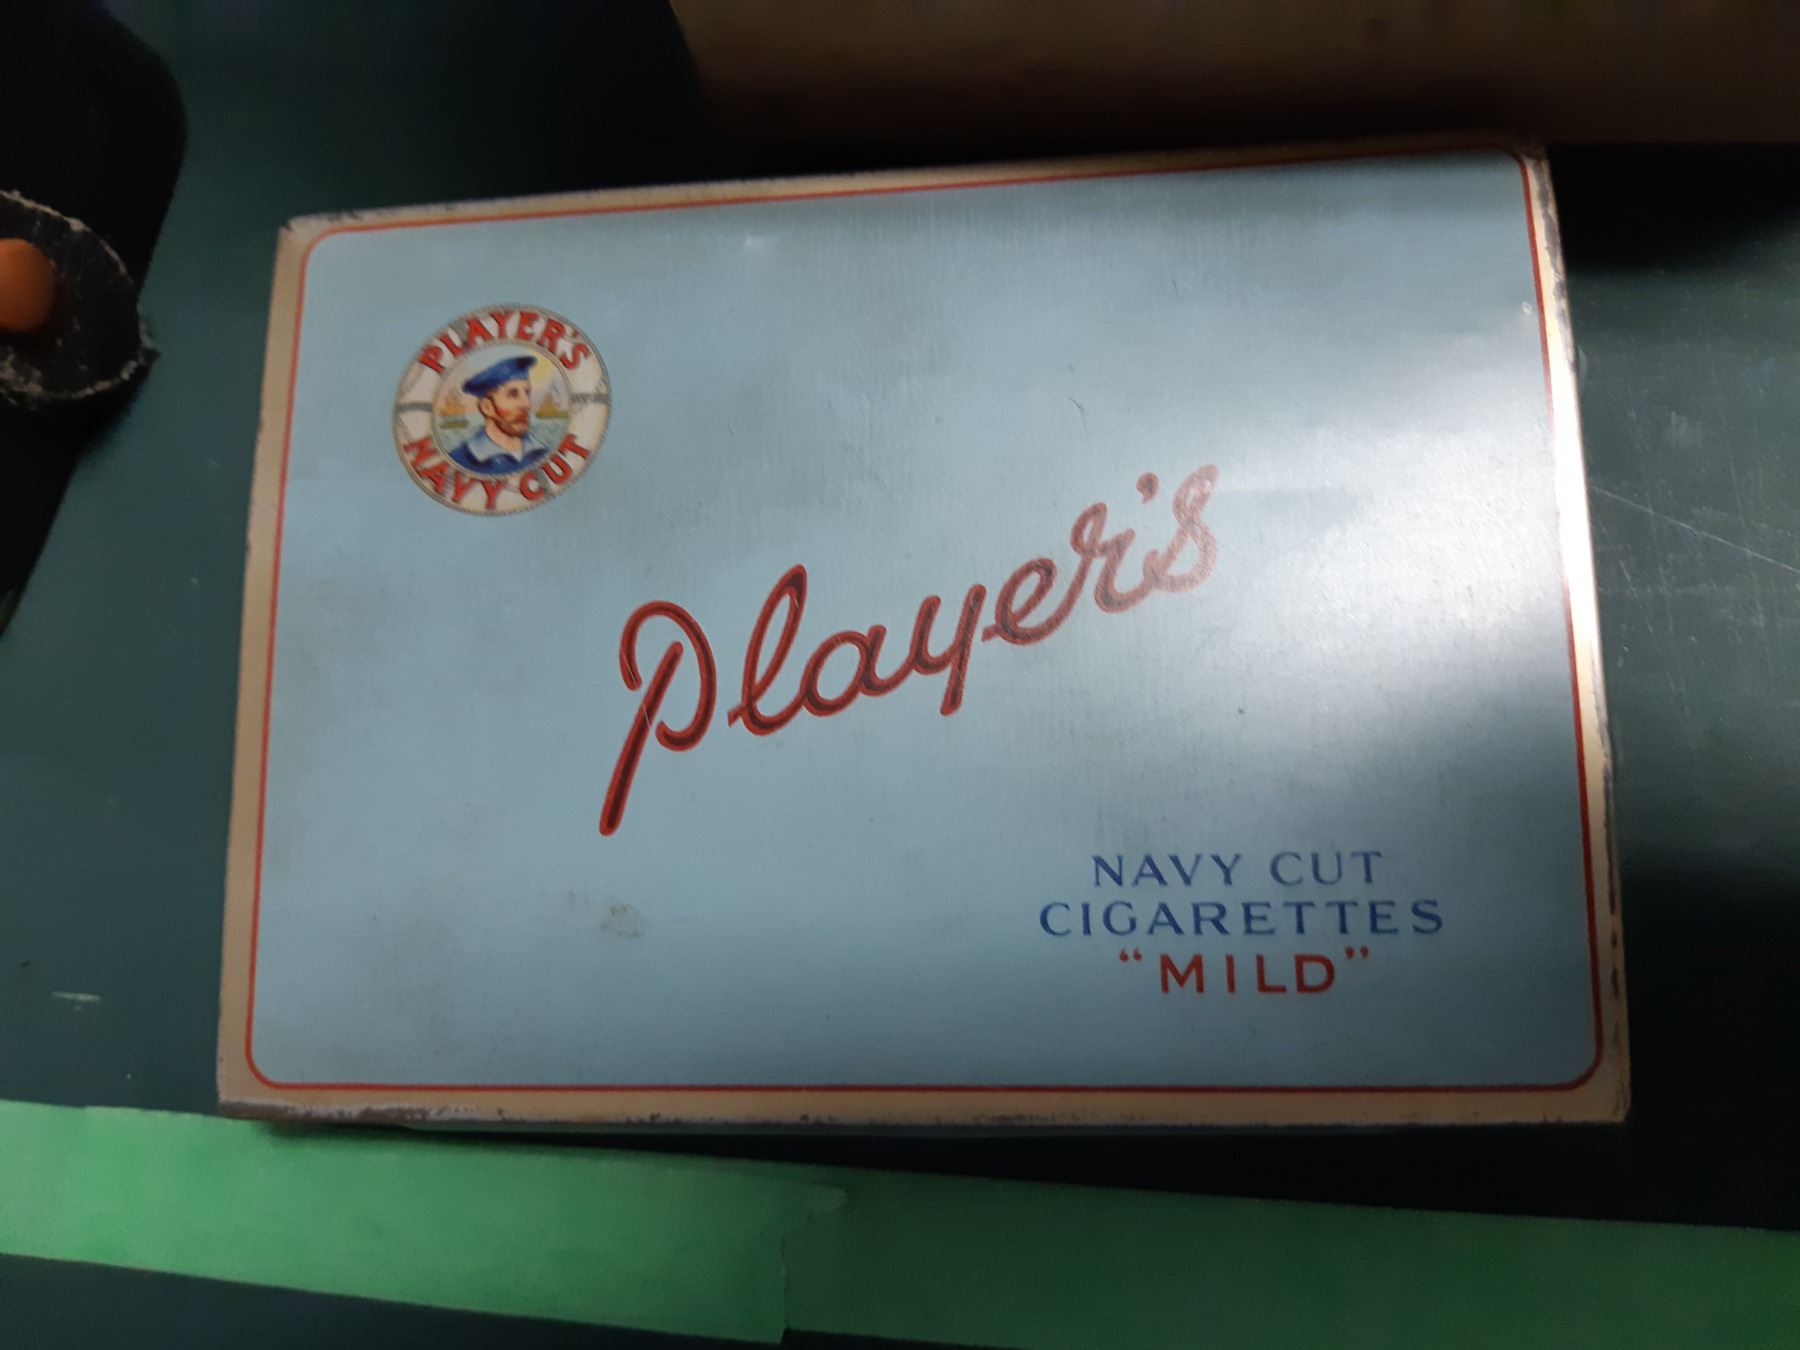 PLAYER'S
NAVY CUT
Player's
NAVY CUT
CIGARETTES
"MILD"